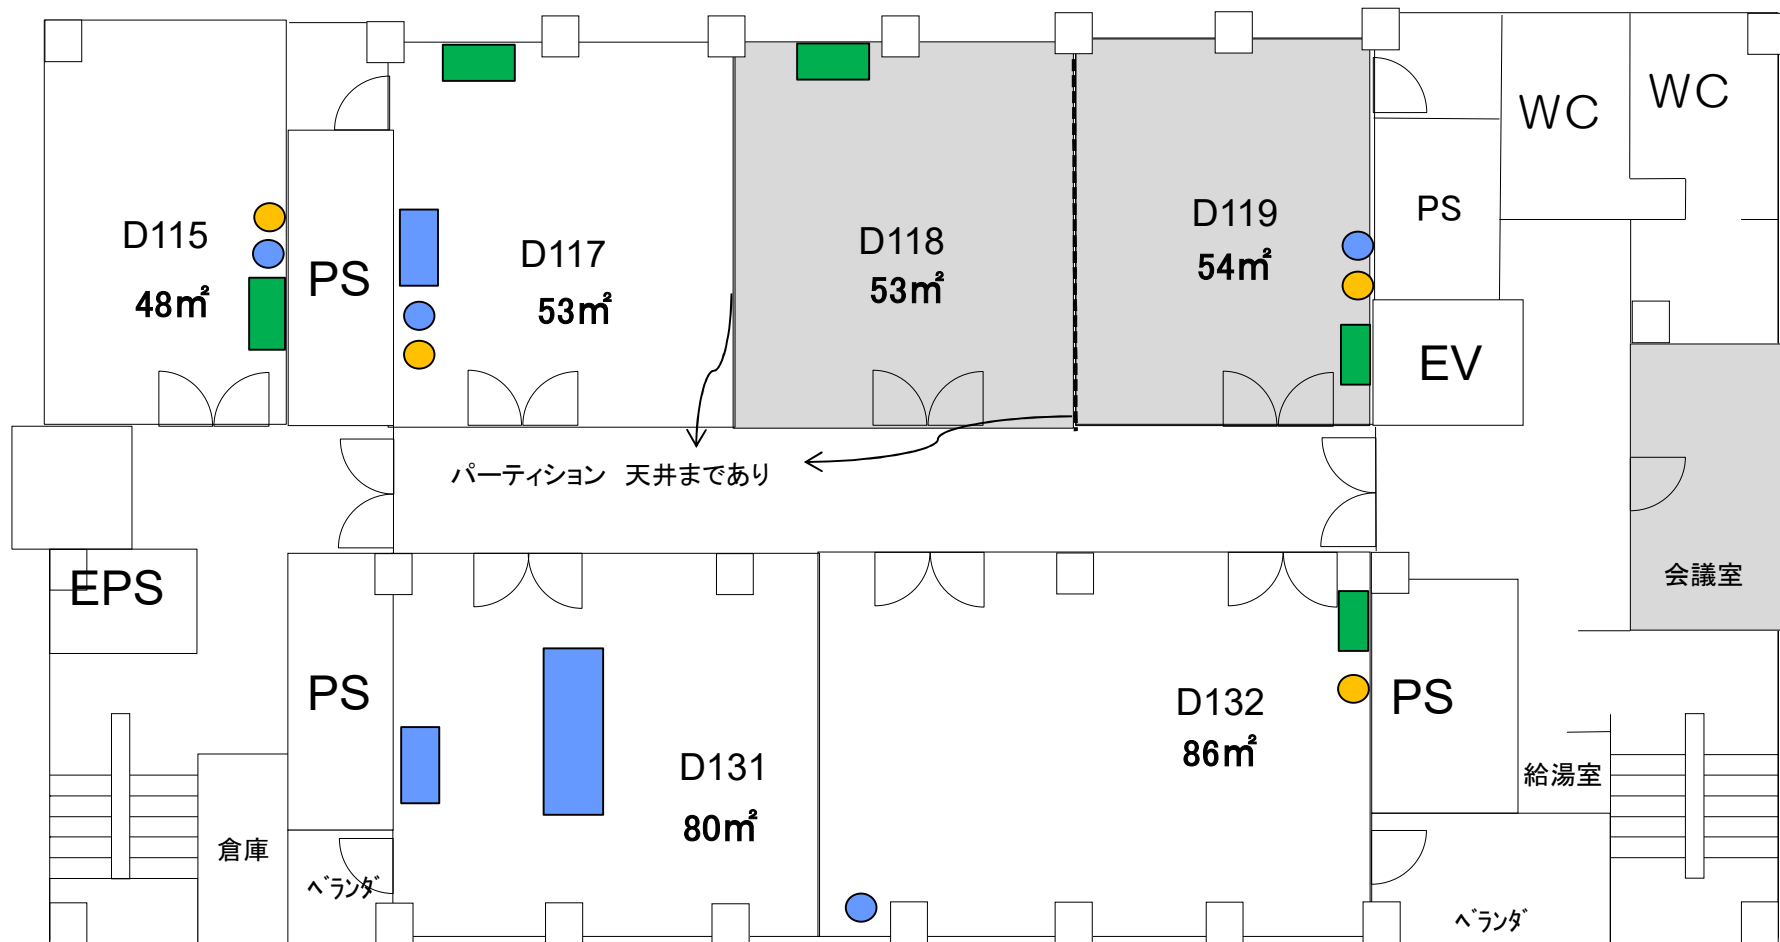 WC
WC
D115
48㎡
PS
D117
53㎡
D118
53㎡
D119
54㎡
PS
EV
パーティション　天井まであり
EPS
会議室
PS
D131
80㎡
D132
86㎡
PS
給湯室
倉庫
ﾍﾞﾗﾝﾀﾞ
ﾍﾞﾗﾝﾀﾞ